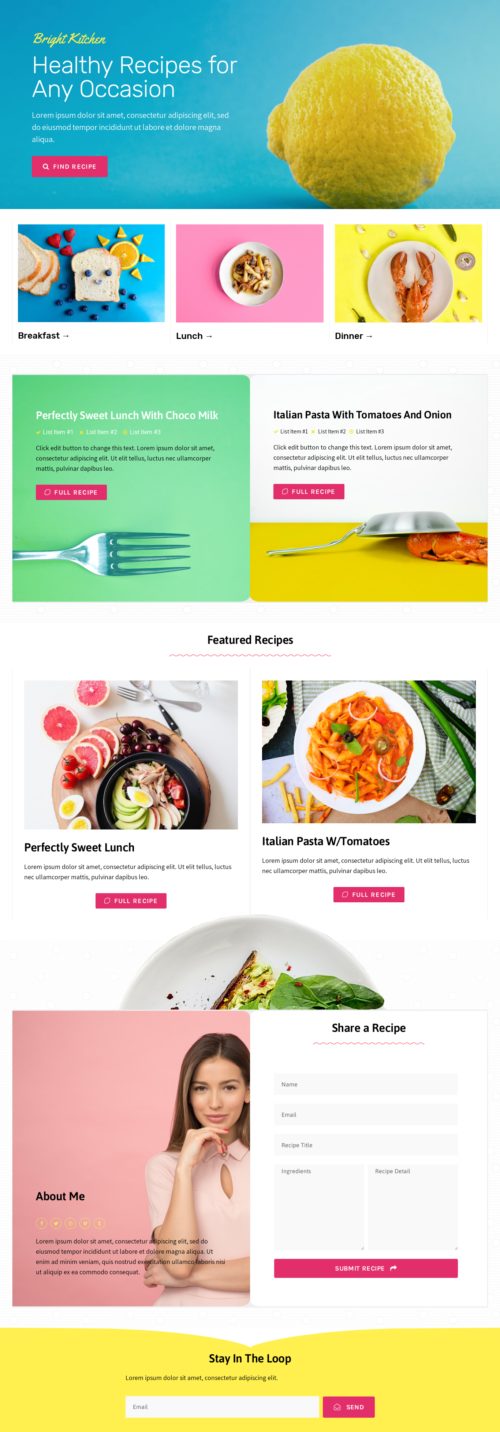 Bright Kitchen
Healthy Recipes for
Any Occasion
Lorem ipsum dolor sit amet, consectetur adipiscing elit, sed
do eiusmod tempor incididunt ut labore et dolore magna
aliqua.
FIND RECIPE
Breakfast →
Lunch →
Dinner →
Perfectly Sweet Lunch With Choco Milk
List Item #1 List Item #2 List Item #3
Click edit button to change this text. Lorem ipsum dolor sit amet,
consectetur adipiscing elit. Ut elit tellus, luctus nec ullamcorper
mattis, pulvinar dapibus leo.
FULL RECIPE
Italian Pasta With Tomatoes And Onion
List Item #1 List Item #2 List Item #3
Click edit button to change this text. Lorem ipsum dolor sit amet,
consectetur adipiscing elit. Ut elit tellus, luctus nec ullamcorper
mattis, pulvinar dapibus leo.
FULL RECIPE
Featured Recipes
Perfectly Sweet Lunch
Lorem ipsum dolor sit amet, consectetur adipiscing elit. Ut elit tellus, luctus
nec ullamcorper mattis, pulvinar dapibus leo.
FULL RECIPE
Italian Pasta W/Tomatoes
Lorem ipsum dolor sit amet, consectetur adipiscing elit. Ut elit tellus, luctus
nec ullamcorper mattis, pulvinar dapibus leo.
FULL RECIPE
About Me
Lorem ipsum dolor sit amet, consectetur adipiscing elit, sed do
eiusmod tempor incididunt ut labore et dolore magna aliqua. Ut
enim ad minim veniam, quis nostrud exercitation ullamco laboris nisi
ut aliquip ex ea commodo consequat.
Share a Recipe
Name
Email
Recipe Title
Ingredients
Recipe Detail
SUBMIT RECIPE
Stay In The Loop
Lorem ipsum dolor sit amet, consectetur adipiscing elit.
Email
SEND